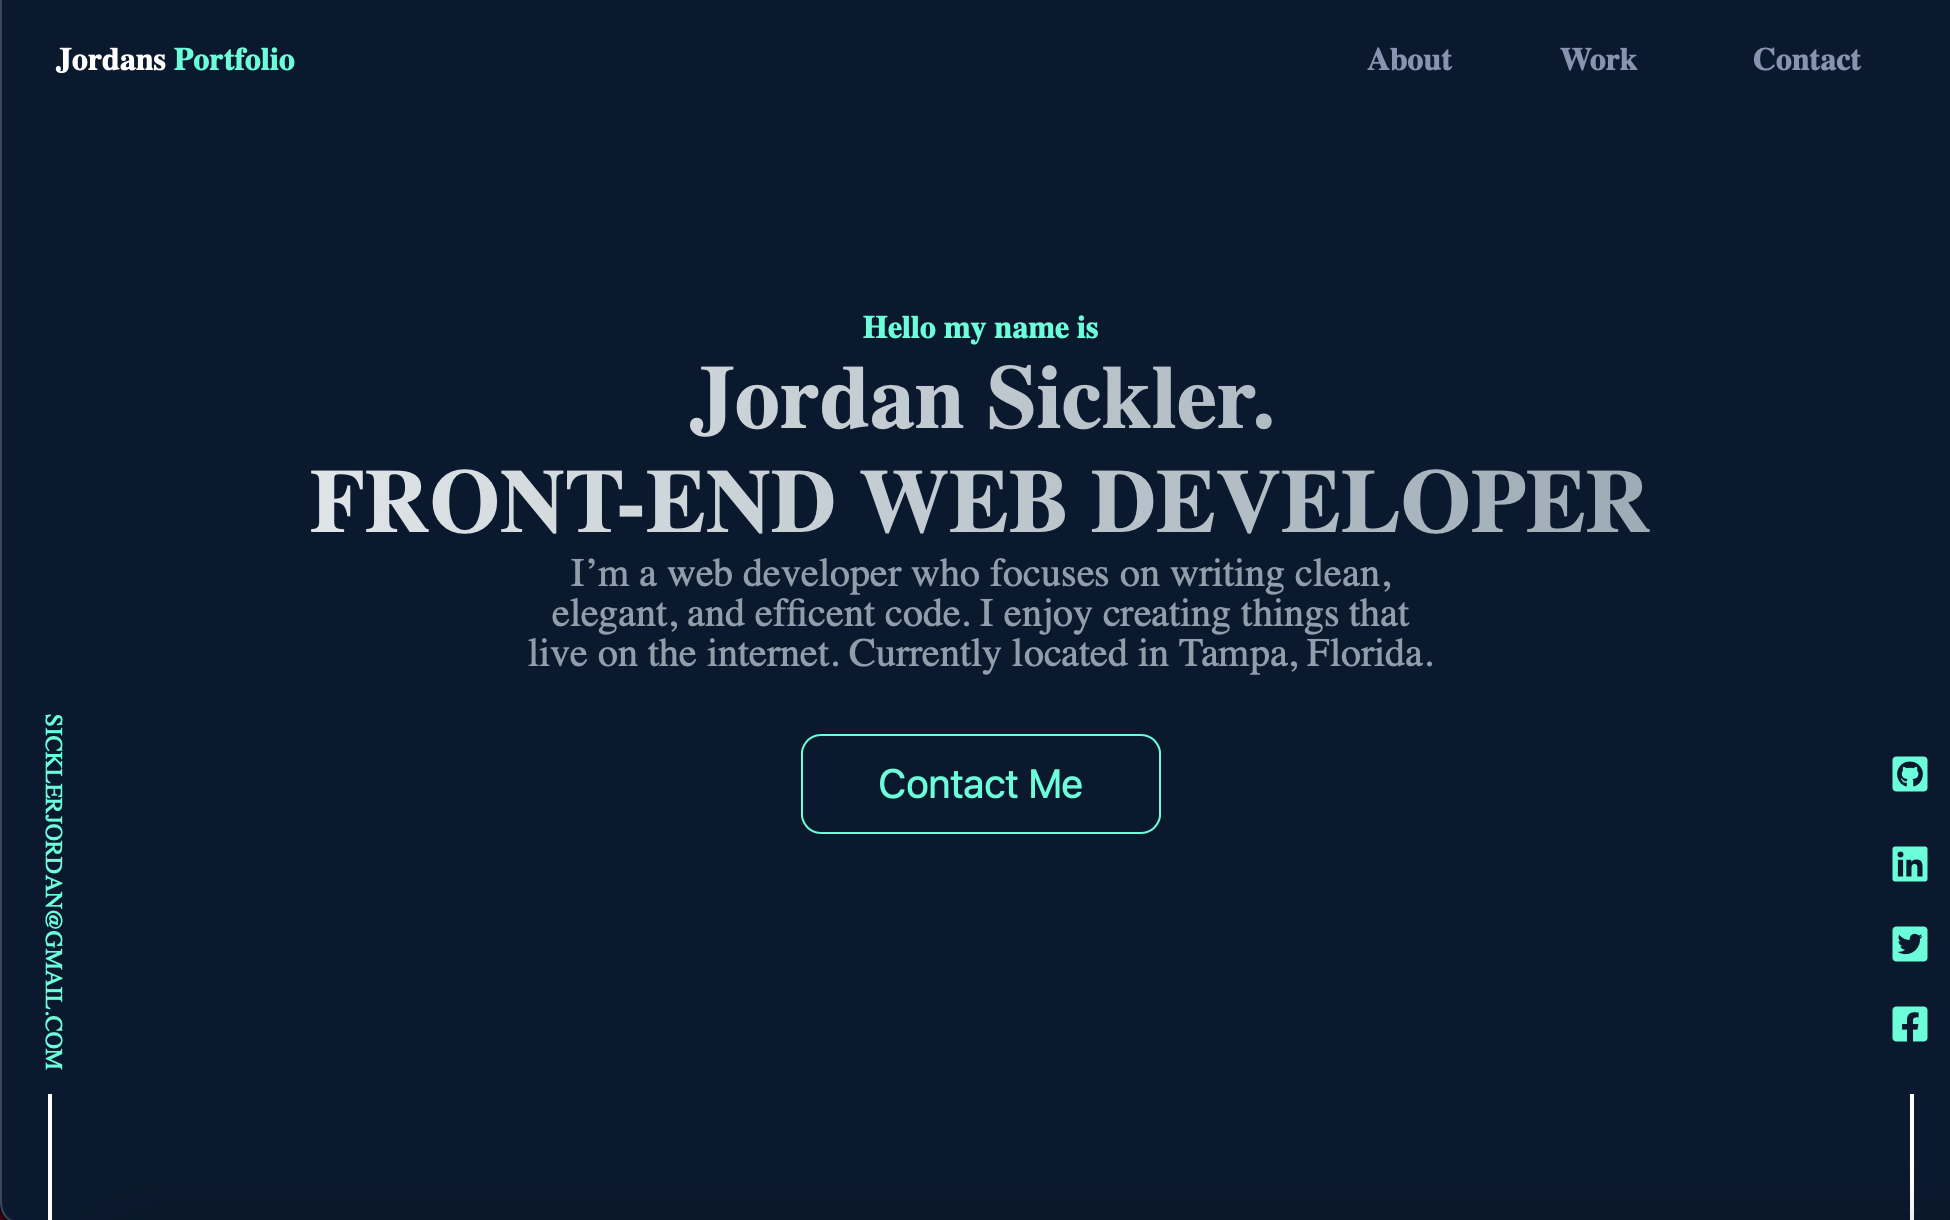 Jordans Portfolio
About
Work
Contact
Hello my name is
Jordan Sickler.
FRONT-END WEB DEVELOPER
I’m a web developer who focuses on writing clean,
elegant, and efficent code. I enjoy creating things that
live on the internet. Currently located in Tampa, Florida.
Contact Me
SICKLERJORDAN@GMAIL.COM
in